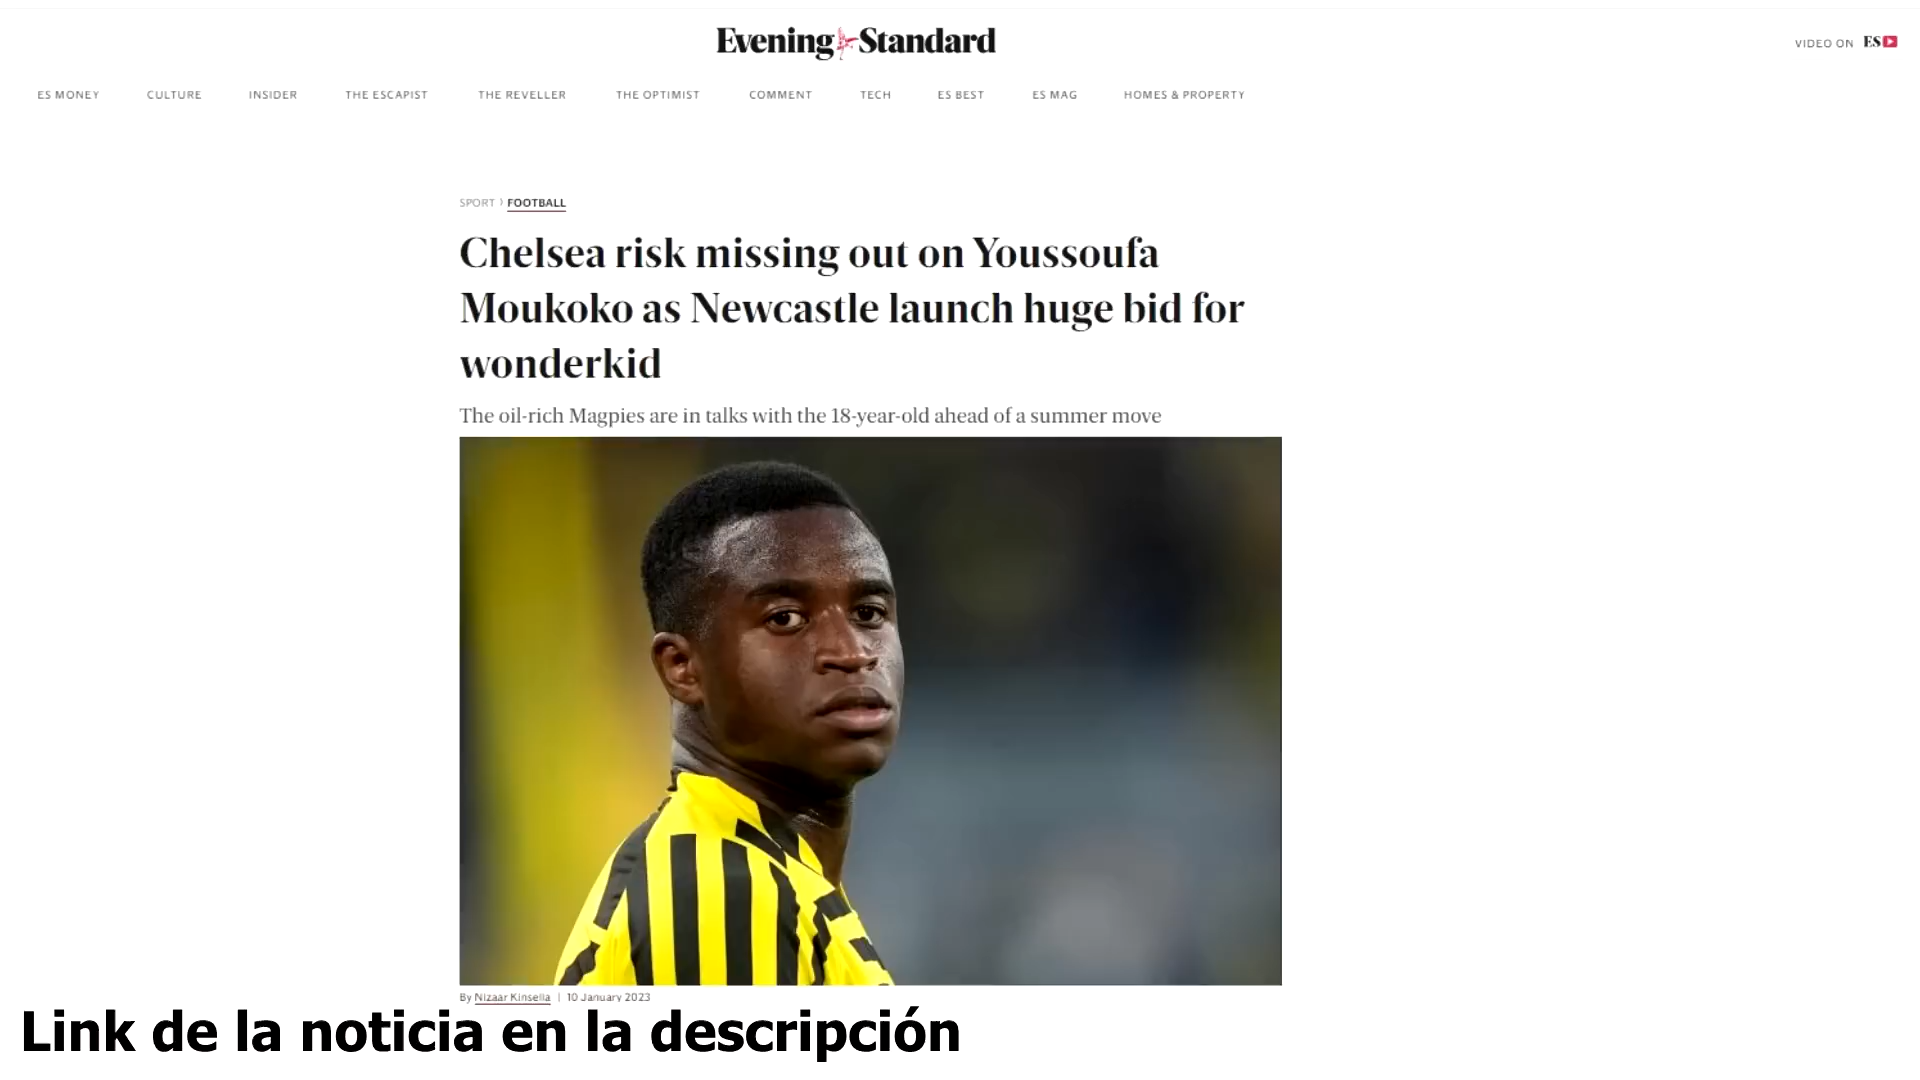 Evening Standard
VIDEO ON ES
ES MONEY CULTURE INSIDER THE ESCAPIST THE REVELLER THE OPTIMIST COMMENT TECH ES BEST ES MAG HOMES & PROPERTY
SPORT › FOOTBALL
Chelsea risk missing out on Youssoufa
Moukoko as Newcastle launch huge bid for
wonderkid
The oil-rich Magpies are in talks with the 18-year-old ahead of a summer move
By Nizaar Kinsella | 10 January 2023
Link de la noticia en la descripción